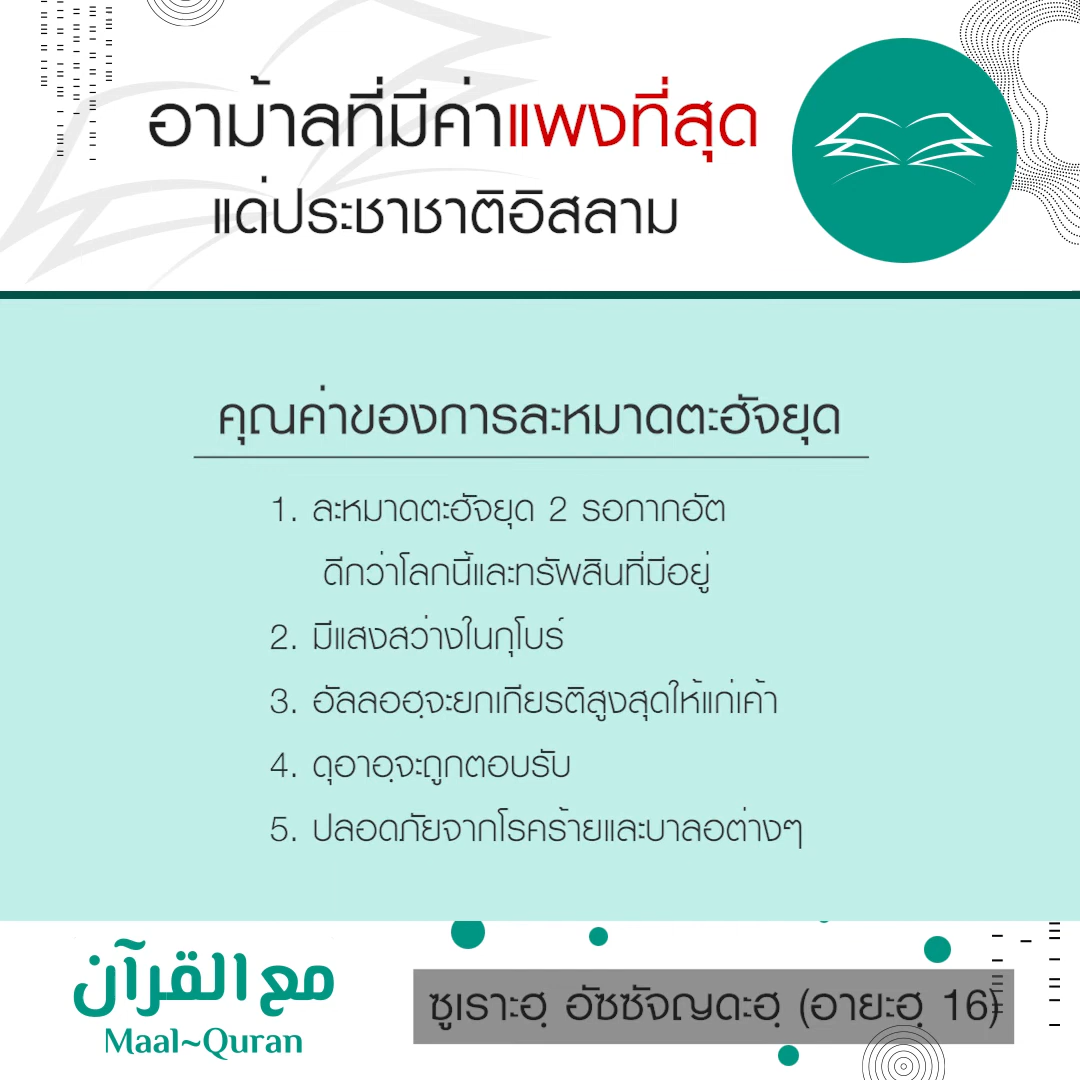 อาม้าลที่มีค่าแพงที่สุด
แด่ประชาชาติอิสลาม
คุณค่าของการละหมาดตะฮัจยุด
1. ละหมาดตะฮัจยุด 2 รอกากอัต
ดีกว่าโลกนี้และทรัพสินที่มีอยู่
2. มีแสงสว่างในกุโบร์
3. อัลลอฮฺจะยกเกียรติสูงสุดให้แก่เค้า
4. ดุอาอฺจะถูกตอบรับ
5. ปลอดภัยจากโรคร้ายและบาลอต่างๆ
مع القرآن
Maal~Quran
ซูเราะฮฺ อัซซัจญดะฮฺ (อายะฮฺ 16)